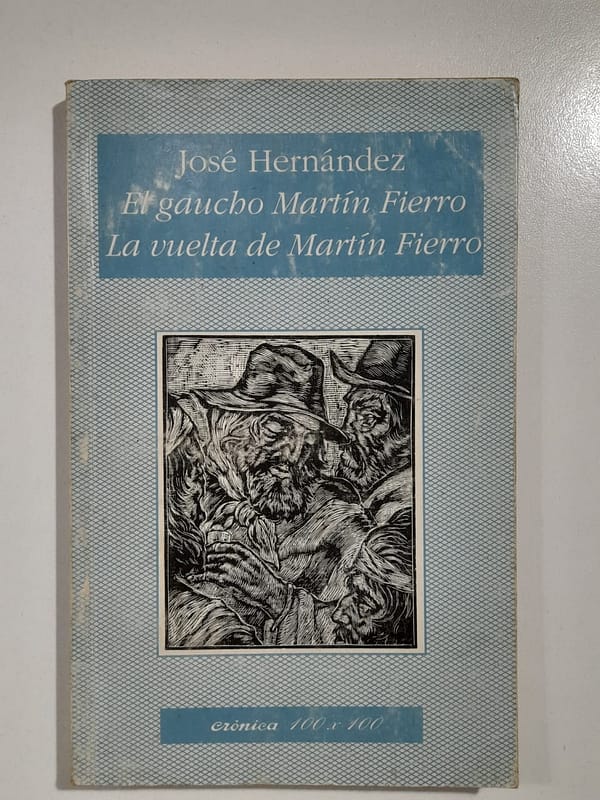 José Hernández
El gaucho Martín Fierro
La vuelta de Martín Fierro
crónica 100 x 100